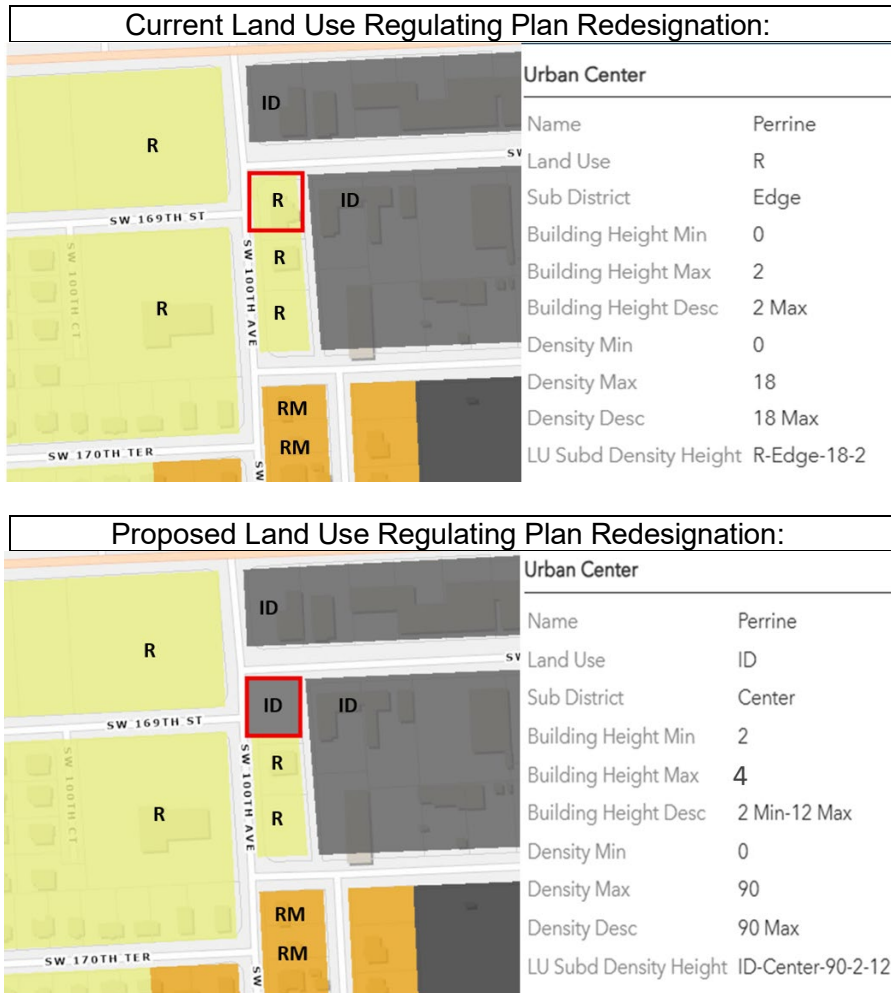 Current Land Use Regulating Plan Redesignation:
ID
R
SW
R
ID
SW 169TH ST
SW 100TH CT
SW 100TH AVE
R
R
R
RM
RM
SW 170TH TER
SW
Urban Center
Name Perrine
Land Use R
Sub District Edge
Building Height Min 0
Building Height Max 2
Building Height Desc 2 Max
Density Min 0
Density Max 18
Density Desc 18 Max
LU Subd Density Height R-Edge-18-2
Proposed Land Use Regulating Plan Redesignation:
ID
R
SW
ID
ID
SW 169TH ST
SW 100TH CT
SW 100TH AVE
R
R
R
RM
RM
SW 170TH TER
SW
Urban Center
Name Perrine
Land Use ID
Sub District Center
Building Height Min 2
Building Height Max 4
Building Height Desc 2 Min-12 Max
Density Min 0
Density Max 90
Density Desc 90 Max
LU Subd Density Height ID-Center-90-2-12